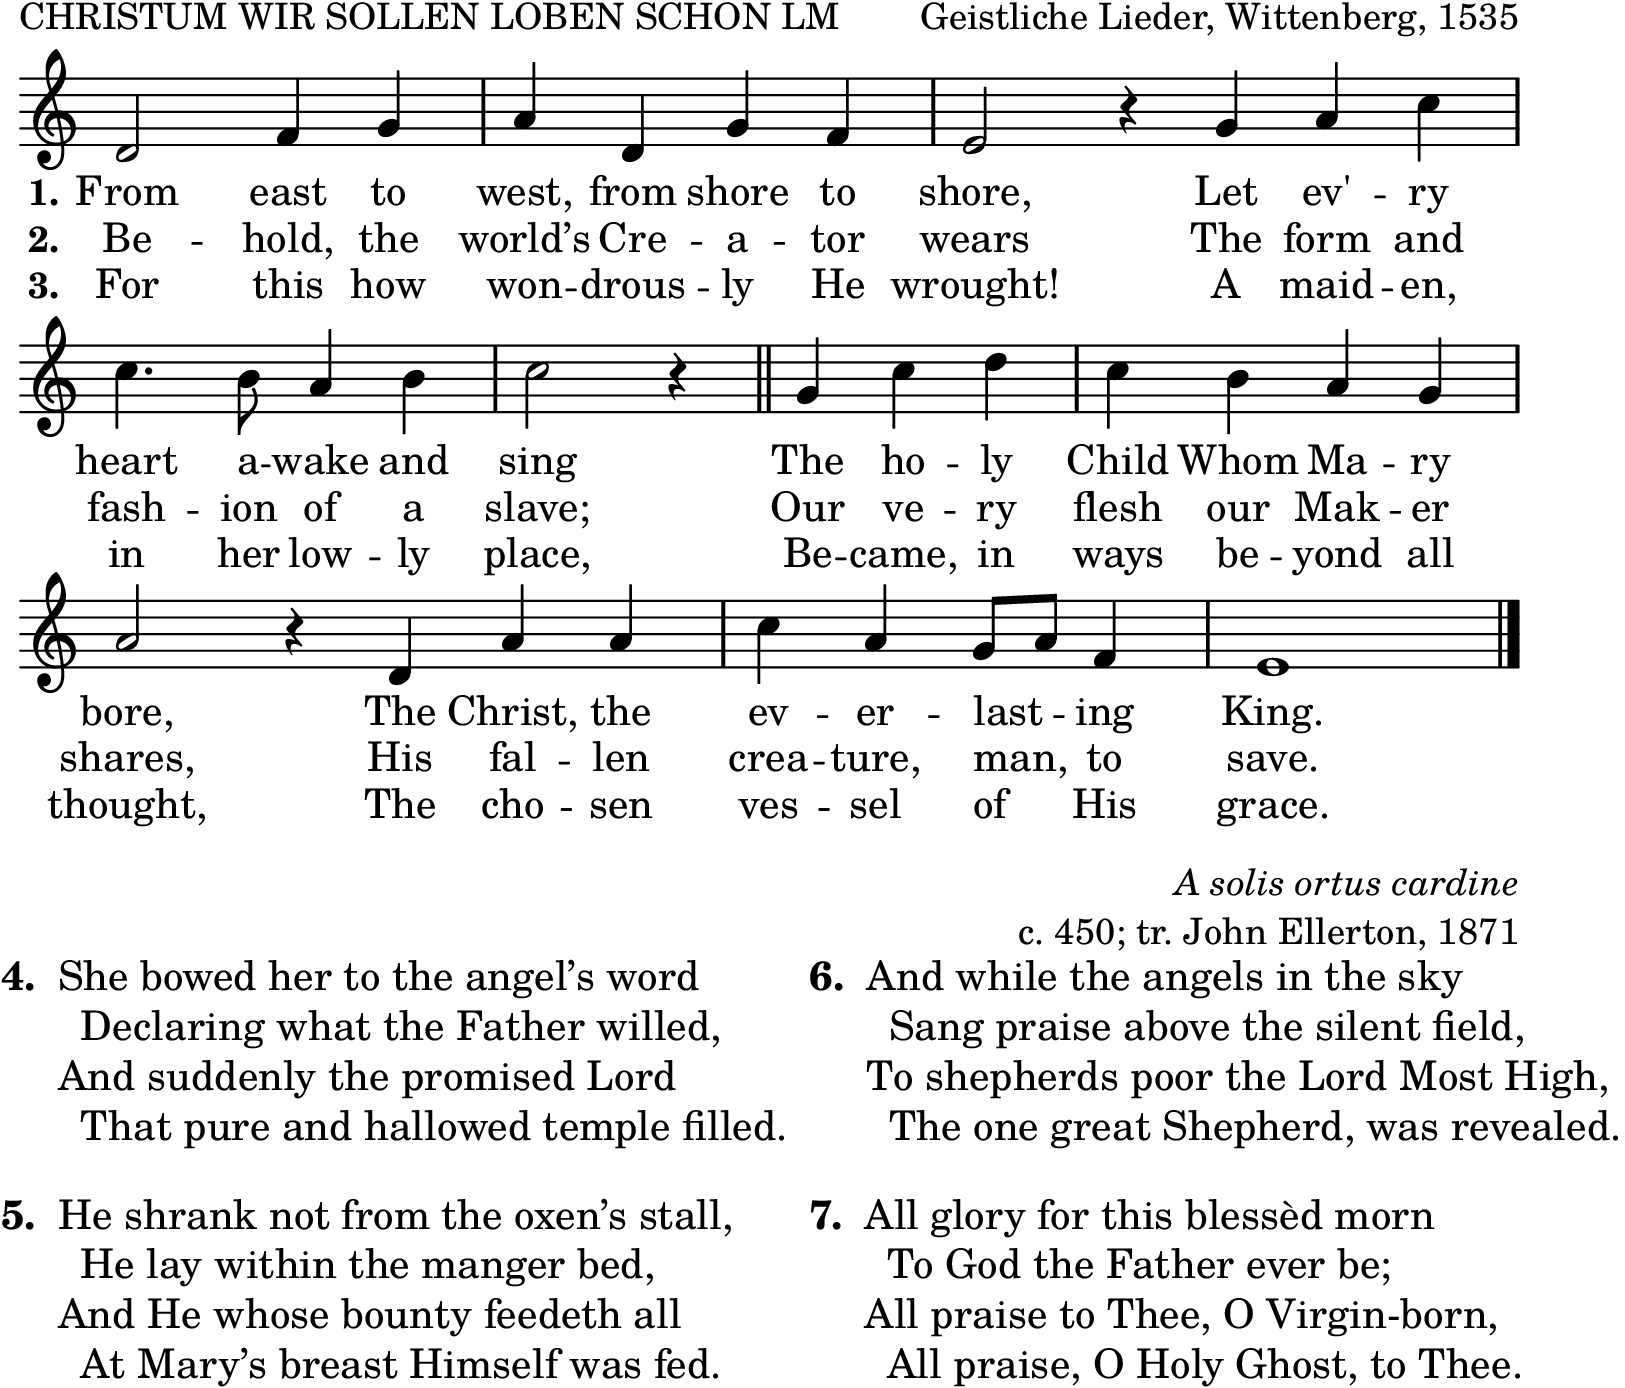 CHRISTUM WIR SOLLEN LOBEN SCHON LM Geistliche Lieder, Wittenberg, 1535
1. From east to west, from shore to shore, Let ev' -- ry
2. Be -- hold, the world’s Cre -- a -- tor wears The form and
3. For this how won -- drous -- ly He wrought! A maid -- en,
heart a -- wake and sing The ho -- ly Child Whom Ma -- ry
fash -- ion of a slave; Our ve -- ry flesh our Mak -- er
in her low -- ly place, Be -- came, in ways be -- yond all
bore, The Christ, the ev -- er -- last -- ing King.
shares, His fal -- len crea -- ture, man, to save.
thought, The cho -- sen ves -- sel of His grace.
A solis ortus cardine
c. 450; tr. John Ellerton, 1871
4. She bowed her to the angel’s word
Declaring what the Father willed,
And suddenly the promised Lord
That pure and hallowed temple filled.
5. He shrank not from the oxen’s stall,
He lay within the manger bed,
And He whose bounty feedeth all
At Mary’s breast Himself was fed.
6. And while the angels in the sky
Sang praise above the silent field,
To shepherds poor the Lord Most High,
The one great Shepherd, was revealed.
7. All glory for this blessèd morn
To God the Father ever be;
All praise to Thee, O Virgin-born,
All praise, O Holy Ghost, to Thee.